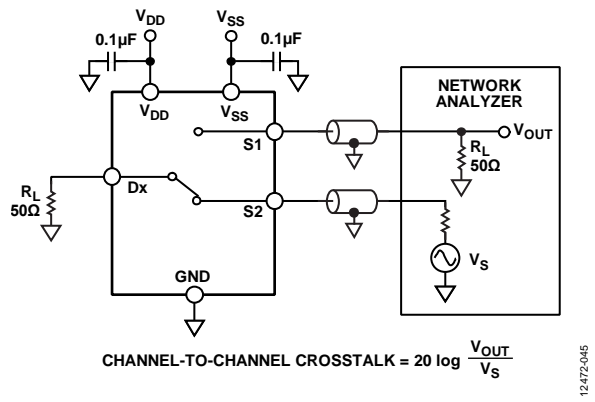 VDD
VSS
0.1µF
0.1µF
VDD
VSS
NETWORK
ANALYZER
S1
VOUT
RL
50Ω
RL
50Ω
Dx
S2
VS
GND
CHANNEL-TO-CHANNEL CROSSTALK = 20 log VOUT
VS
12472-045